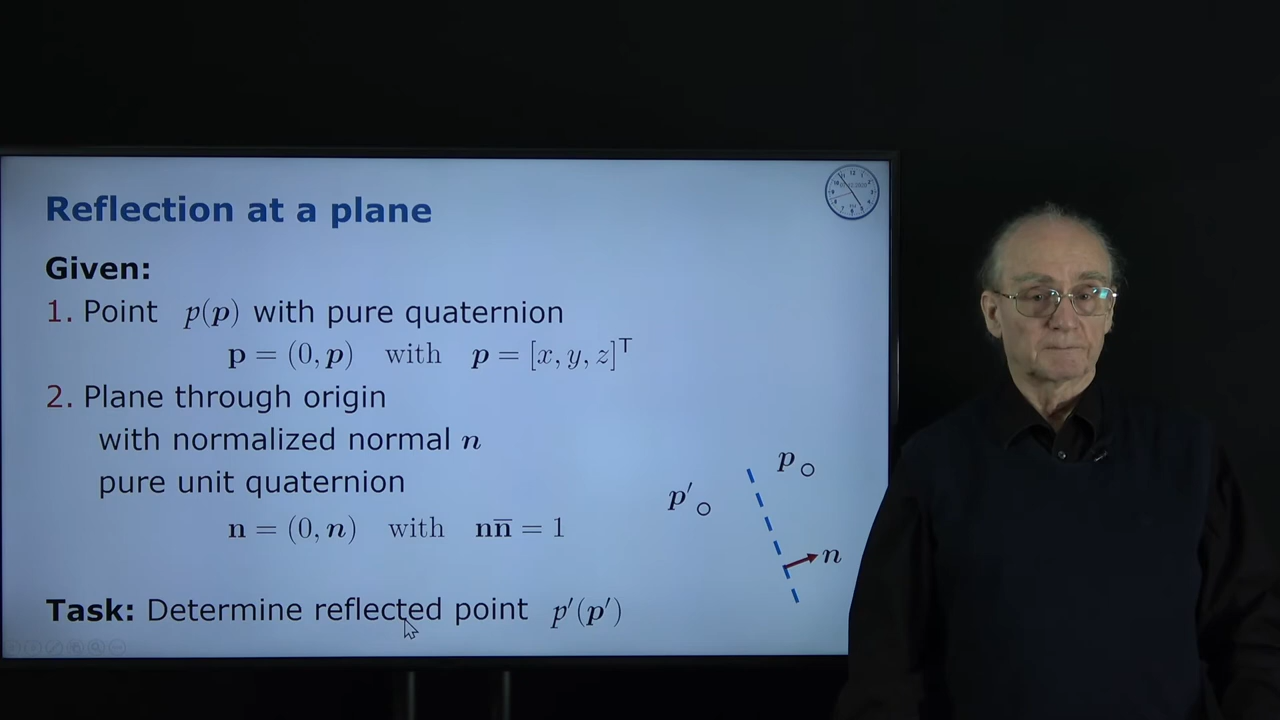 Reflection at a plane
Given:
1. Point p(p) with pure quaternion
p = (0, p) with p = [x, y, z]ᵀ
2. Plane through origin
with normalized normal n
pure unit quaternion
n = (0, n) with nn̅ = 1
p
p′
n
Task: Determine reflected point p′(p′)